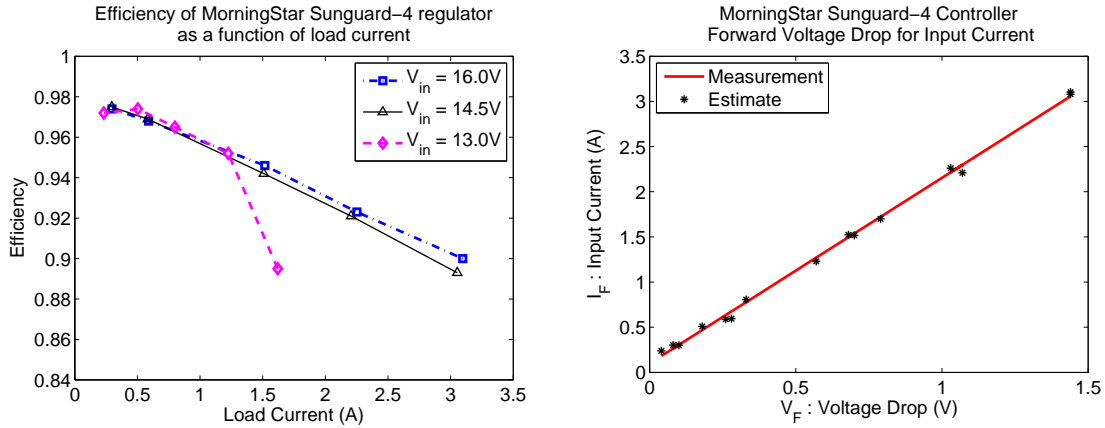 Efficiency of MorningStar Sunguard−4 regulator
as a function of load current
1
0.98
0.96
0.94
0.92
0.9
0.88
0.86
0.84
Efficiency
0 0.5 1 1.5 2 2.5 3 3.5
Load Current (A)
V_in = 16.0V
V_in = 14.5V
V_in = 13.0V
MorningStar Sunguard−4 Controller
Forward Voltage Drop for Input Current
3.5
3
2.5
2
1.5
1
0.5
0
I_F : Input Current (A)
0 0.5 1 1.5
V_F : Voltage Drop (V)
Measurement
Estimate